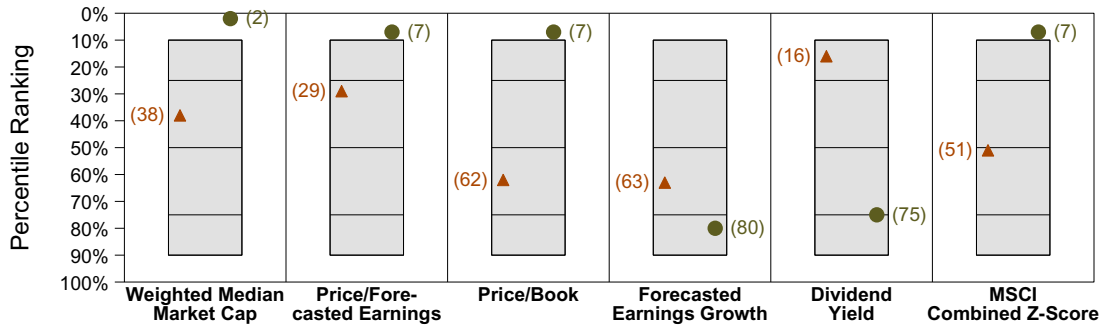 Percentile Ranking
0%
10%
20%
30%
40%
50%
60%
70%
80%
90%
100%
(2)
(38)
(7)
(29)
(7)
(62)
(63)
(80)
(16)
(75)
(7)
(51)
Weighted Median
Market Cap
Price/Fore-
casted Earnings
Price/Book
Forecasted
Earnings Growth
Dividend
Yield
MSCI
Combined Z-Score